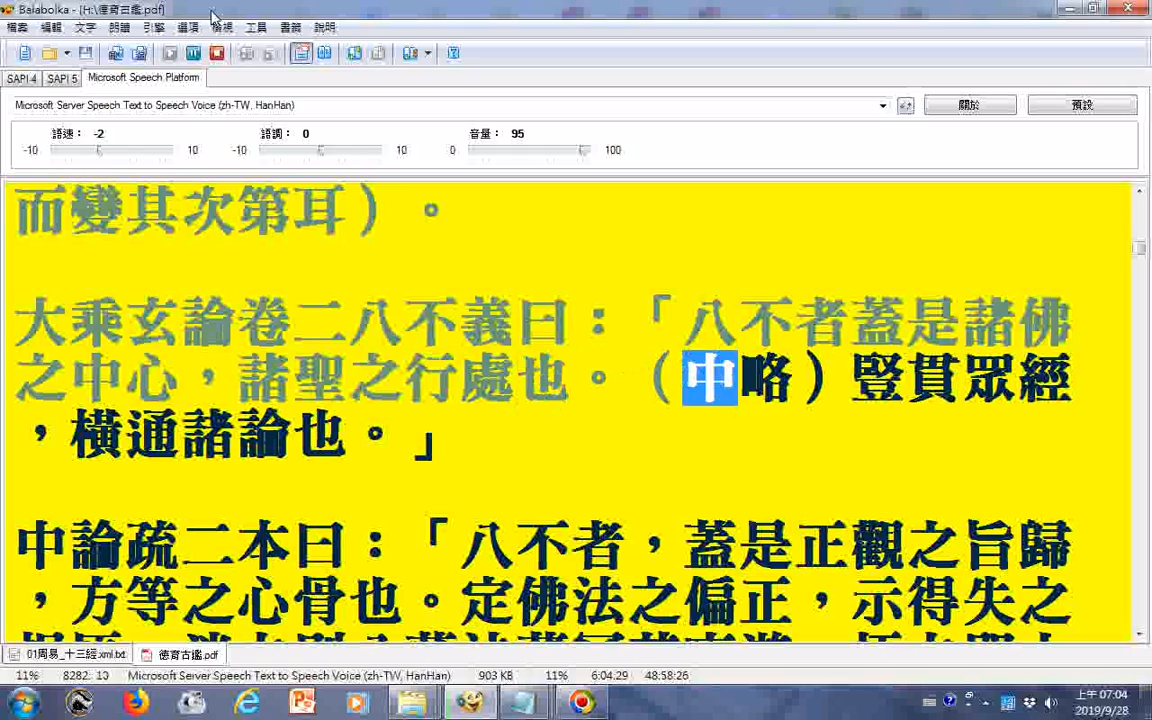 Balabolka - [H:\德育古鑑.pdf]
檔案 編輯 文字 朗讀 引擎 選項 檢視 工具 書籤 說明
SAPI 4 SAPI 5 Microsoft Speech Platform
Microsoft Server Speech Text to Speech Voice (zh-TW, HanHan) 關於 預設
語速： -2 語調： 0 音量： 95
-10 10 -10 10 0 100
而變其次第耳）。
大乘玄論卷二八不義曰：「八不者蓋是諸佛
之中心，諸聖之行處也。（中略）豎貫眾經
，橫通諸論也。」
中論疏二本曰：「八不者，蓋是正觀之旨歸
，方等之心骨也。定佛法之偏正，示得失之
01周易_十三經.xml.txt 德育古鑑.pdf
11% 8282: 10 Microsoft Server Speech Text to Speech Voice (zh-TW, HanHan) 903 KB 11% 6:04.29 48:58:26
上午 07:04
2019/9/28